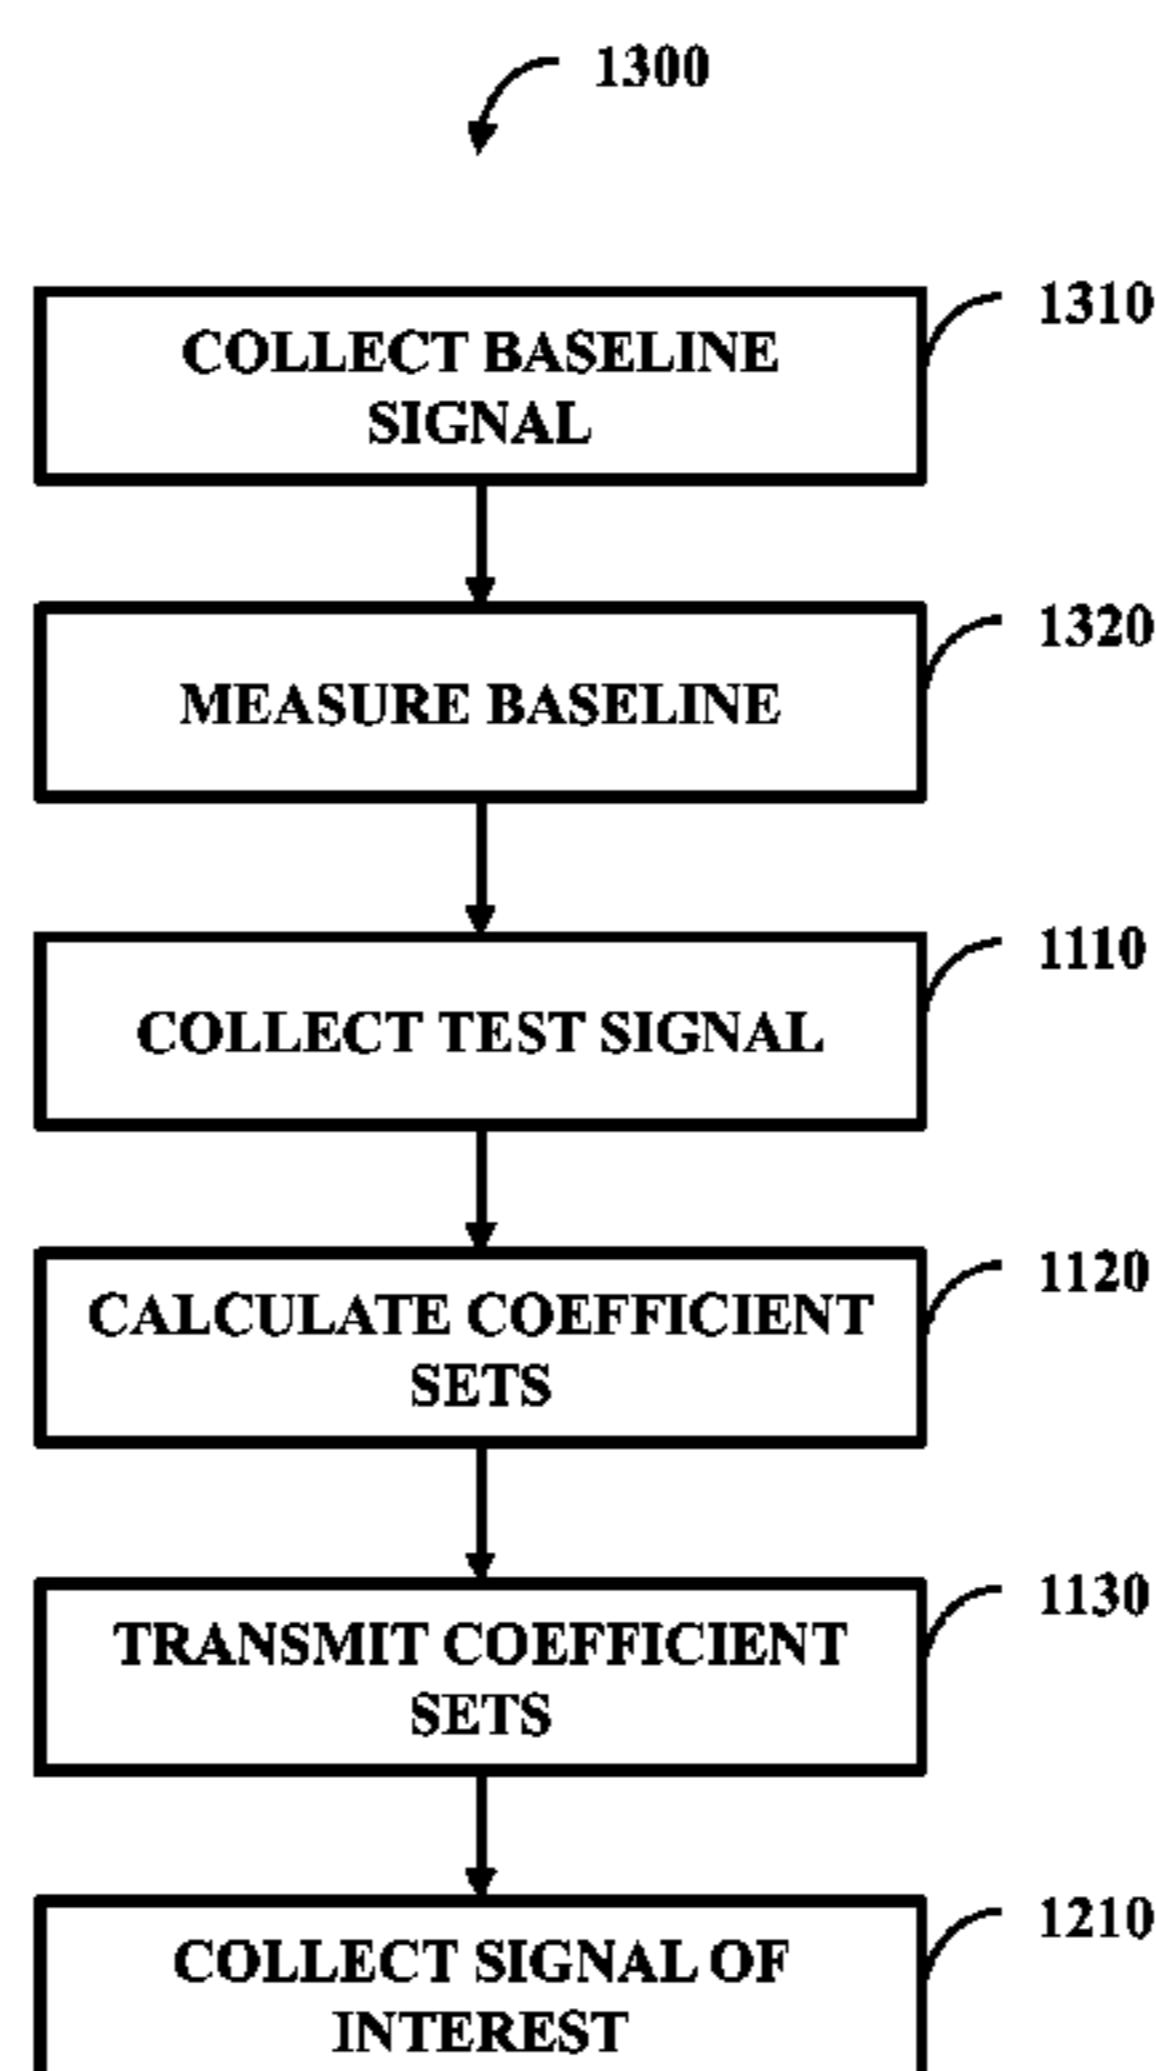 1300
1310
COLLECT BASELINE
SIGNAL
1320
MEASURE BASELINE
1110
COLLECT TEST SIGNAL
1120
CALCULATE COEFFICIENT
SETS
1130
TRANSMIT COEFFICIENT
SETS
1210
COLLECT SIGNAL OF
INTEREST